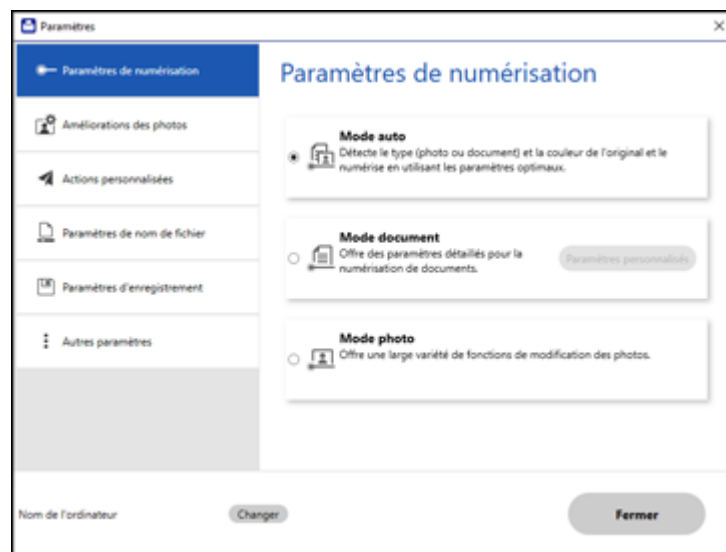 Paramètres
Paramètres de numérisation
Améliorations des photos
Actions personnalisées
Paramètres de nom de fichier
Paramètres d'enregistrement
Autres paramètres
Paramètres de numérisation
Mode auto
Détecte le type (photo ou document) et la couleur de l'original et le
numérise en utilisant les paramètres optimaux.
Mode document
Offre des paramètres détaillés pour la
numérisation de documents.
Paramètres personnalisés
Mode photo
Offre une large variété de fonctions de modification des photos.
Nom de l'ordinateur
Changer
Fermer